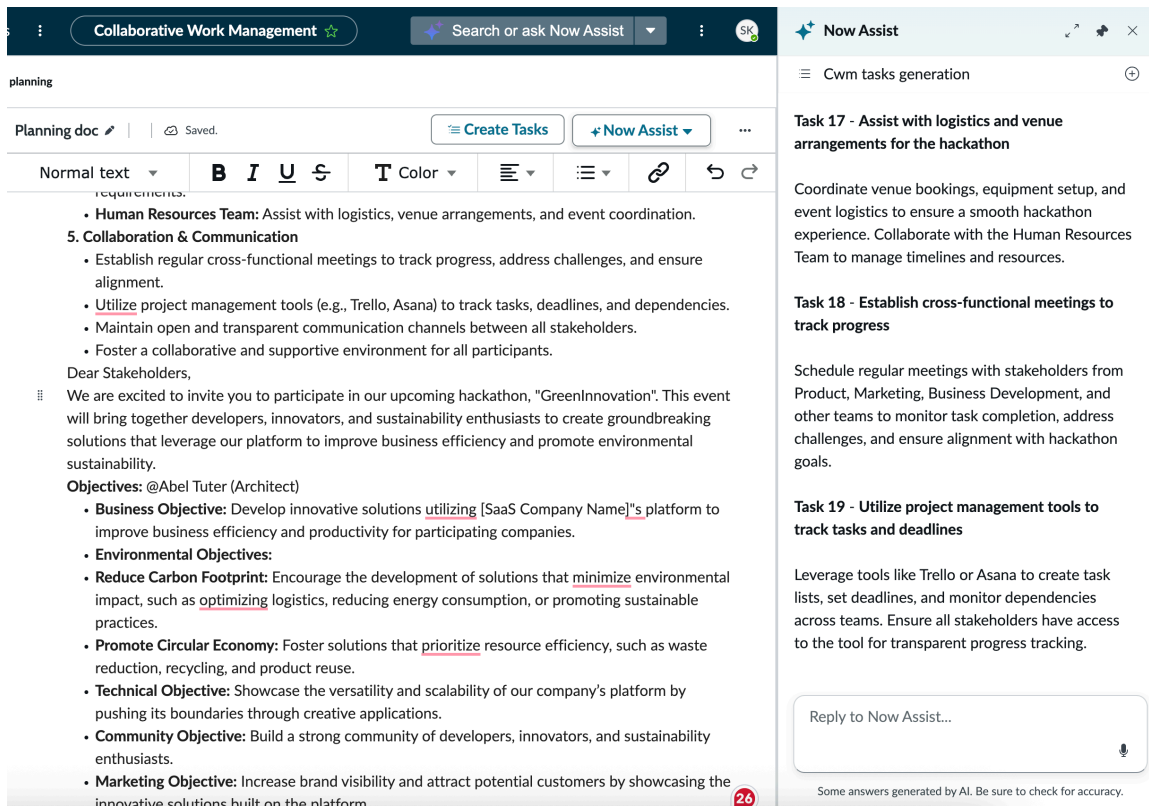 Collaborative Work Management
Search or ask Now Assist
SK
planning
Planning doc
Saved.
Create Tasks
Now Assist
Normal text
B I U S T Color
requirements.
• Human Resources Team: Assist with logistics, venue arrangements, and event coordination.
5. Collaboration & Communication
• Establish regular cross-functional meetings to track progress, address challenges, and ensure
alignment.
• Utilize project management tools (e.g., Trello, Asana) to track tasks, deadlines, and dependencies.
• Maintain open and transparent communication channels between all stakeholders.
• Foster a collaborative and supportive environment for all participants.
Dear Stakeholders,
We are excited to invite you to participate in our upcoming hackathon, "GreenInnovation". This event
will bring together developers, innovators, and sustainability enthusiasts to create groundbreaking
solutions that leverage our platform to improve business efficiency and promote environmental
sustainability.
Objectives: @Abel Tuter (Architect)
• Business Objective: Develop innovative solutions utilizing [SaaS Company Name]"s platform to
improve business efficiency and productivity for participating companies.
• Environmental Objectives:
• Reduce Carbon Footprint: Encourage the development of solutions that minimize environmental
impact, such as optimizing logistics, reducing energy consumption, or promoting sustainable
practices.
• Promote Circular Economy: Foster solutions that prioritize resource efficiency, such as waste
reduction, recycling, and product reuse.
• Technical Objective: Showcase the versatility and scalability of our company's platform by
pushing its boundaries through creative applications.
• Community Objective: Build a strong community of developers, innovators, and sustainability
enthusiasts.
• Marketing Objective: Increase brand visibility and attract potential customers by showcasing the
innovative solutions built on the platform.
26
Now Assist
Cwm tasks generation
Task 17 - Assist with logistics and venue
arrangements for the hackathon
Coordinate venue bookings, equipment setup, and
event logistics to ensure a smooth hackathon
experience. Collaborate with the Human Resources
Team to manage timelines and resources.
Task 18 - Establish cross-functional meetings to
track progress
Schedule regular meetings with stakeholders from
Product, Marketing, Business Development, and
other teams to monitor task completion, address
challenges, and ensure alignment with hackathon
goals.
Task 19 - Utilize project management tools to
track tasks and deadlines
Leverage tools like Trello or Asana to create task
lists, set deadlines, and monitor dependencies
across teams. Ensure all stakeholders have access
to the tool for transparent progress tracking.
Reply to Now Assist...
Some answers generated by AI. Be sure to check for accuracy.